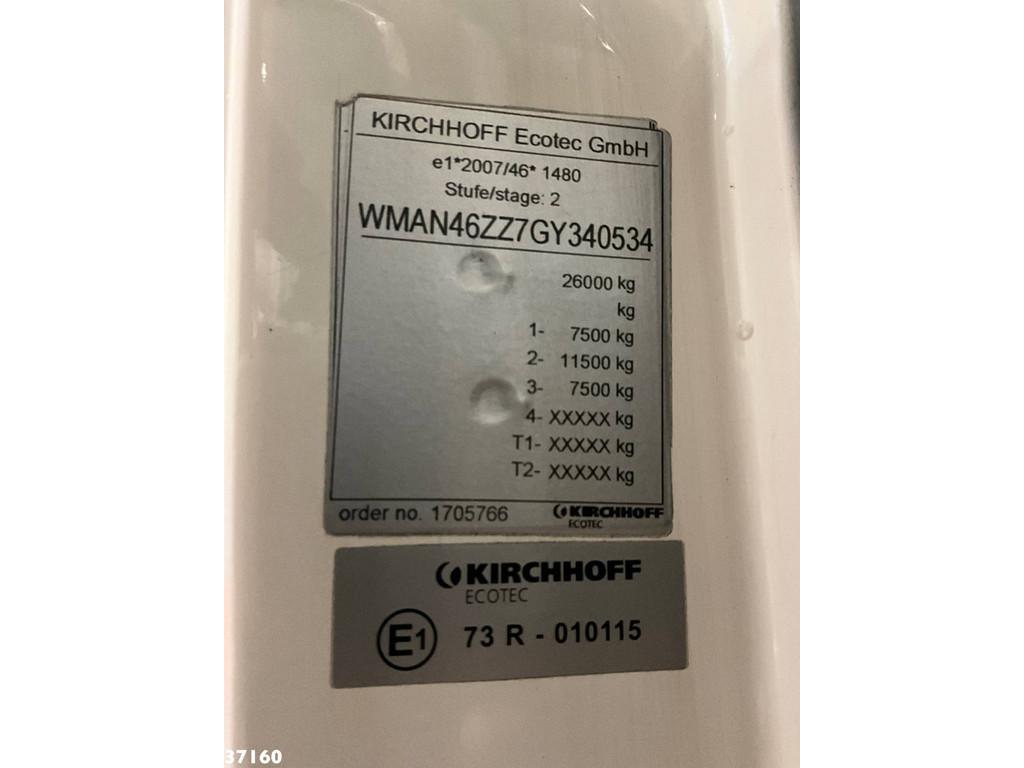 KIRCHHOFF Ecotec GmbH
e1*2007/46* 1480
Stufe/stage: 2
WMAN46ZZ7GY340534
26000 kg
kg
1- 7500 kg
2- 11500 kg
3- 7500 kg
4- XXXXX kg
T1- XXXXX kg
T2- XXXXX kg
order no. 1705766 KIRCHHOFF
ECOTEC
KIRCHHOFF
ECOTEC
E1 73 R - 010115
37160